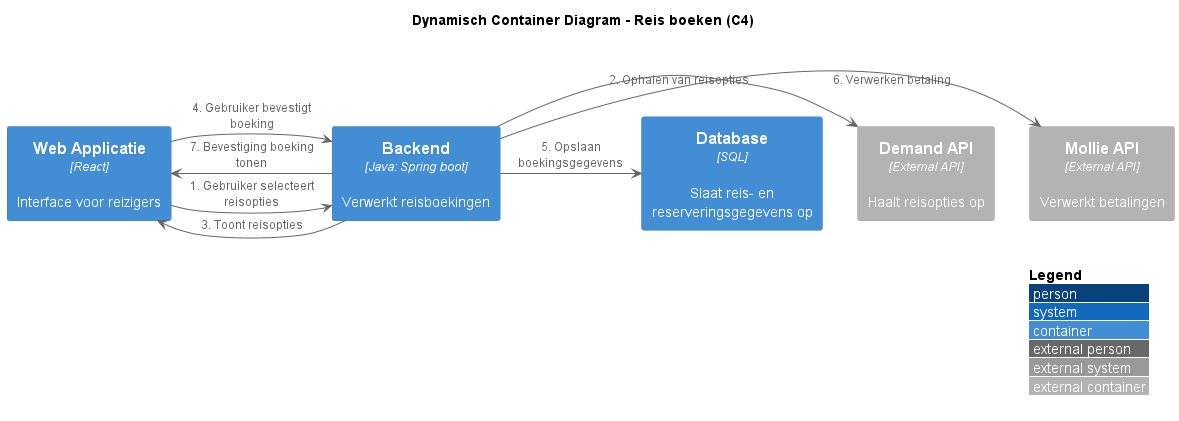 Dynamisch Container Diagram - Reis boeken (C4)
2. Ophalen van reisopties
6. Verwerken betaling
4. Gebruiker bevestigt
boeking
7. Bevestiging boeking
tonen
1. Gebruiker selecteert
reisopties
3. Toont reisopties
5. Opslaan
boekingsgegevens
Web Applicatie
[React]
Interface voor reizigers
Backend
[Java: Spring boot]
Verwerkt reisboekingen
Database
[SQL]
Slaat reis- en
reserveringsgegevens op
Demand API
[External API]
Haalt reisopties op
Mollie API
[External API]
Verwerkt betalingen
Legend
person
system
container
external person
external system
external container